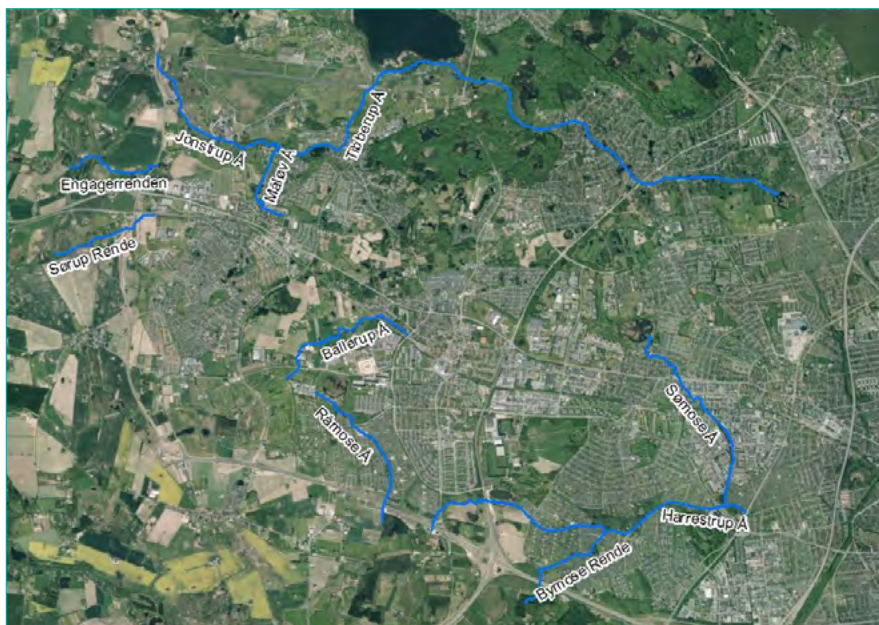 Jonstrup Å
Måløv Å
Tibberup Å
Engagerrenden
Sørup Rende
Ballerup Å
Råmose Å
Sømose Å
Harrestrup Å
Bymose Rende